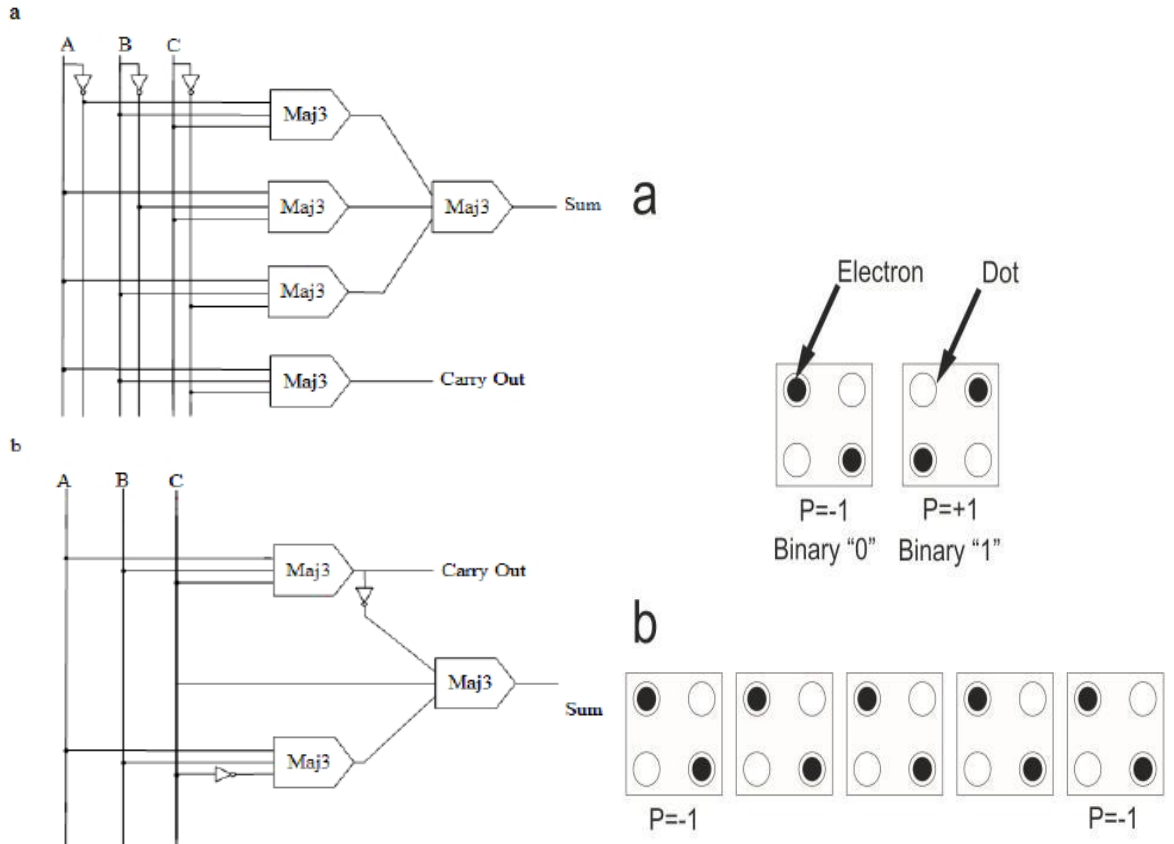 a
A B C
Maj3
Maj3
Maj3 Sum
Maj3
Maj3 Carry Out
b
A B C
Maj3 Carry Out
Maj3
Sum
Maj3
a
Electron Dot
P=-1 P=+1
Binary “0” Binary “1”
b
P=-1 P=-1